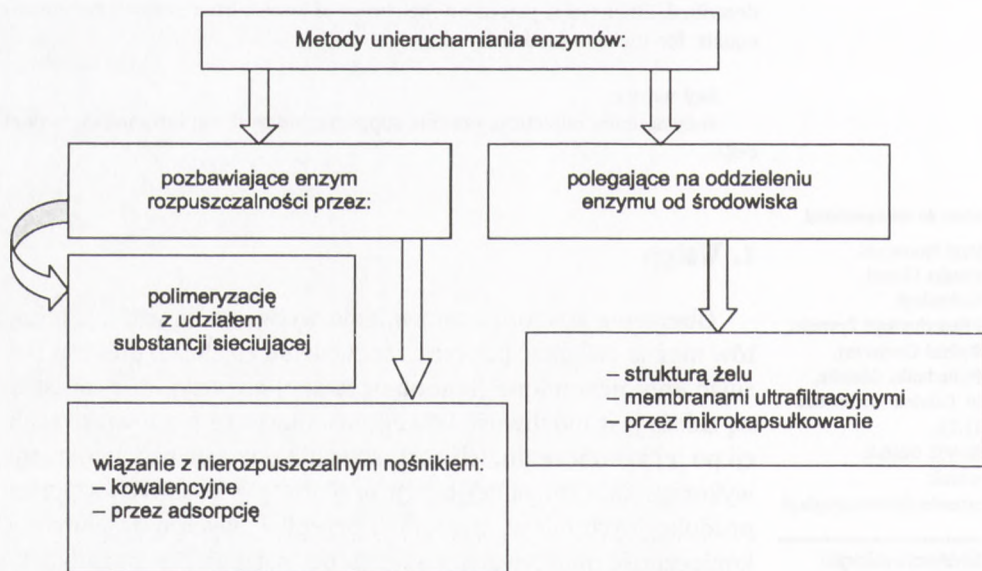 Metody unieruchamiania enzymów:
pozbawiające enzym
rozpuszczalności przez:
polegające na oddzieleniu
enzymu od środowiska
polimeryzację
z udziałem
substancji sieciującej
– strukturą żelu
– membranami ultrafiltracyjnymi
– przez mikrokapsułkowanie
wiązanie z nierozpuszczalnym nośnikiem:
– kowalencyjne
– przez adsorpcję